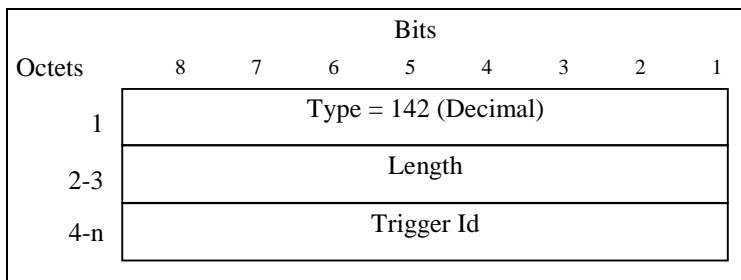 Bits
Octets 8 7 6 5 4 3 2 1
1 Type = 142 (Decimal)
2-3 Length
4-n Trigger Id